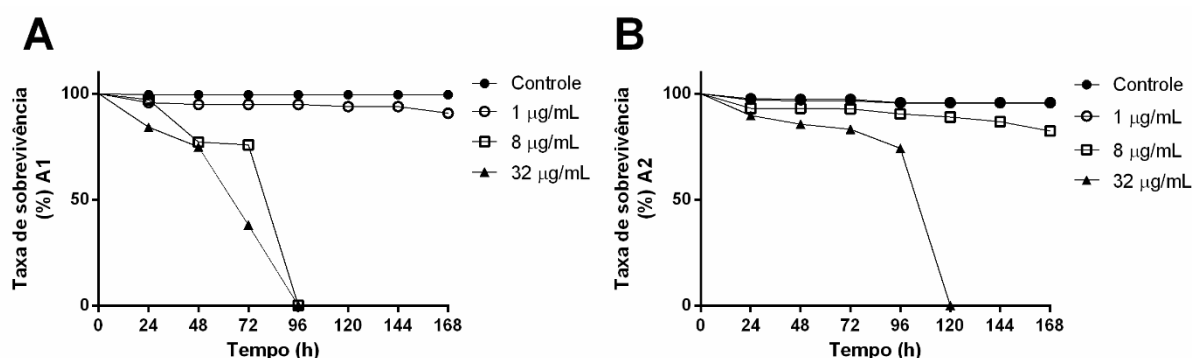 A
Taxa de sobrevivência
(%) A1
100
50
0
0 24 48 72 96 120 144 168
Tempo (h)
Controle
1 μg/mL
8 μg/mL
32 μg/mL
B
Taxa de sobrevivência
(%) A2
100
50
0
0 24 48 72 96 120 144 168
Tempo (h)
Controle
1 μg/mL
8 μg/mL
32 μg/mL